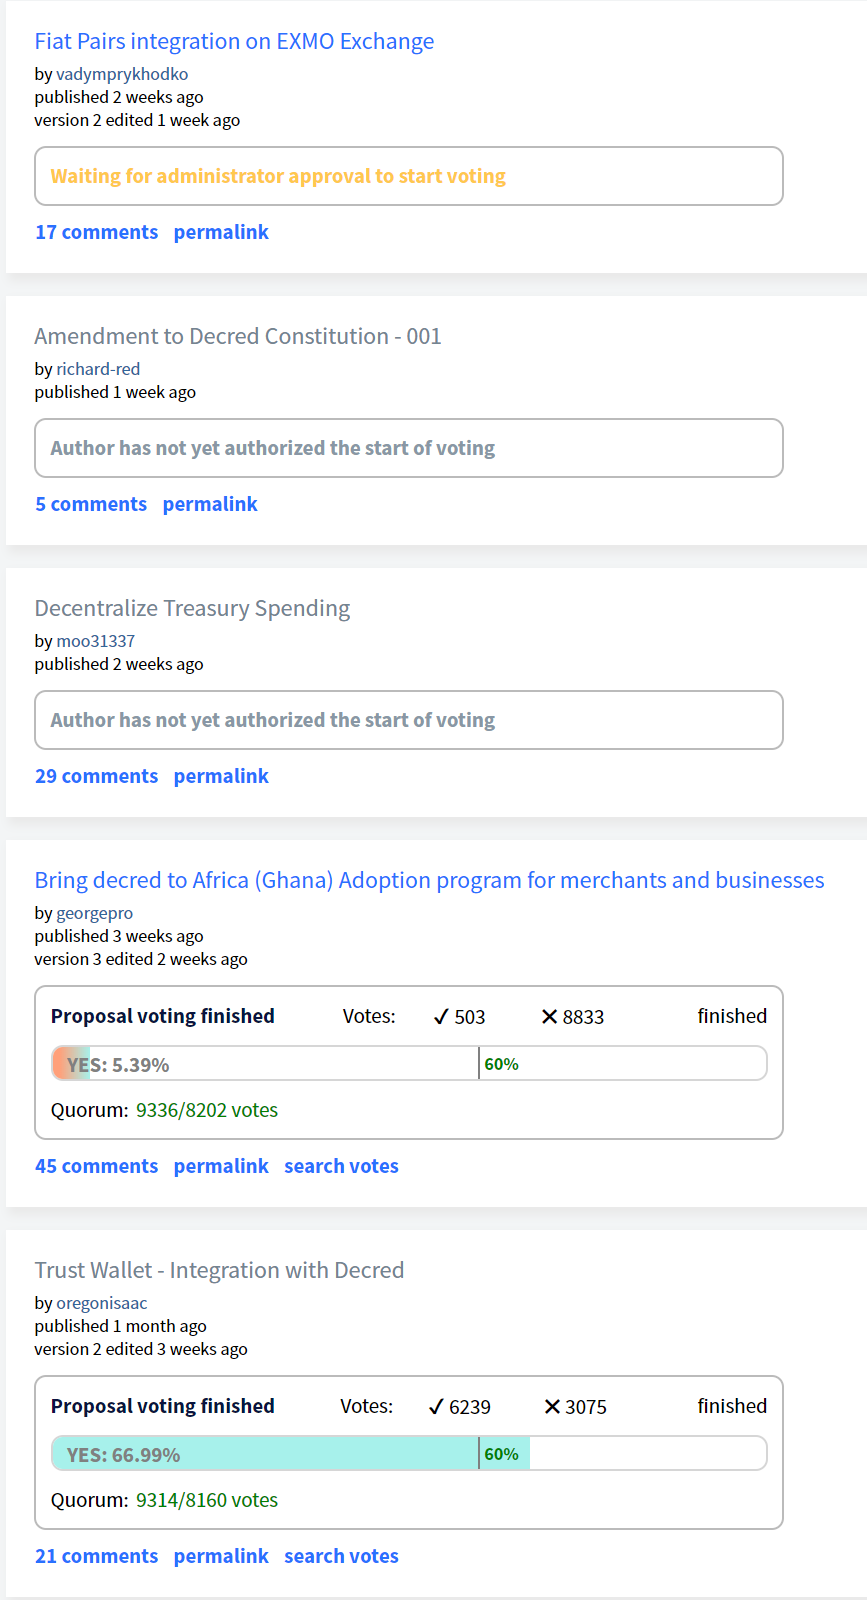 Fiat Pairs integration on EXMO Exchange
by vadymprykhodko
published 2 weeks ago
version 2 edited 1 week ago
Waiting for administrator approval to start voting
17 comments permalink
Amendment to Decred Constitution - 001
by richard-red
published 1 week ago
Author has not yet authorized the start of voting
5 comments permalink
Decentralize Treasury Spending
by moo31337
published 2 weeks ago
Author has not yet authorized the start of voting
29 comments permalink
Bring decred to Africa (Ghana) Adoption program for merchants and businesses
by georgepro
published 3 weeks ago
version 3 edited 2 weeks ago
Proposal voting finished Votes: ✓ 503 ✕ 8833 finished
YES: 5.39% 60%
Quorum: 9336/8202 votes
45 comments permalink search votes
Trust Wallet - Integration with Decred
by oregonisaac
published 1 month ago
version 2 edited 3 weeks ago
Proposal voting finished Votes: ✓ 6239 ✕ 3075 finished
YES: 66.99% 60%
Quorum: 9314/8160 votes
21 comments permalink search votes